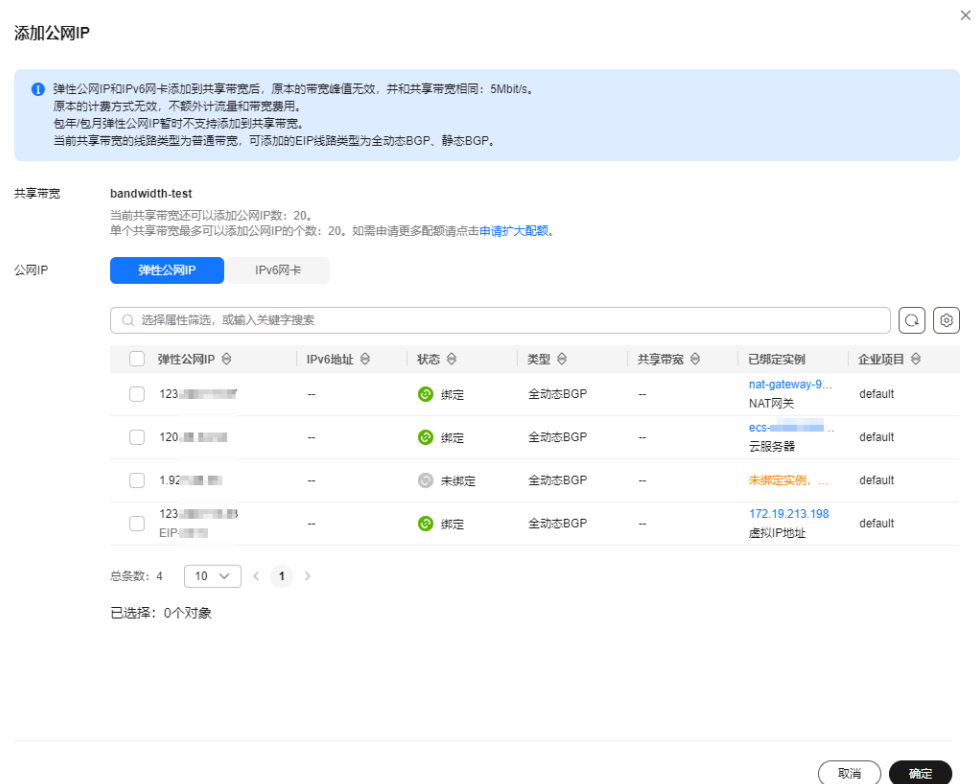 添加公网IP
弹性公网IP和IPv6网卡添加到共享带宽后，原本的带宽峰值无效，并和共享带宽相同：5Mbit/s。
原本的计费方式无效，不额外计流量和带宽费用。
包年/包月弹性公网IP暂时不支持添加到共享带宽。
当前共享带宽的线路类型为普通带宽，可添加的EIP线路类型为全动态BGP、静态BGP。
共享带宽 bandwidth-test
当前共享带宽还可以添加公网IP数：20。
单个共享带宽最多可以添加公网IP的个数：20。如需申请更多配额请点击申请扩大配额。
公网IP 弹性公网IP IPv6网卡
选择属性筛选，或输入关键字搜索
弹性公网IP IPv6地址 状态 类型 共享带宽 已绑定实例 企业项目
123. -- 绑定 全动态BGP -- nat-gateway-9... default
NAT网关
120. -- 绑定 全动态BGP -- ecs- ... default
云服务器
1.92 -- 未绑定 全动态BGP -- 未绑定实例，... default
123. -- 绑定 全动态BGP -- 172.19.213.198 default
EIP- 虚拟IP地址
总条数：4 10 1
已选择：0个对象
取消 确定